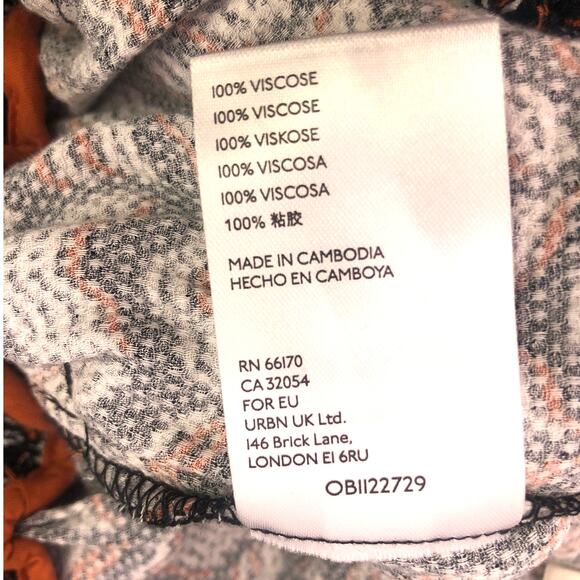 100% VISCOSE
100% VISCOSE
100% VISKOSE
100% VISCOSA
100% VISCOSA
100% 粘胶
MADE IN CAMBODIA
HECHO EN CAMBOYA
RN 66170
CA 32054
FOR EU
URBN UK Ltd.
146 Brick Lane,
LONDON E1 6RU
OB1122729